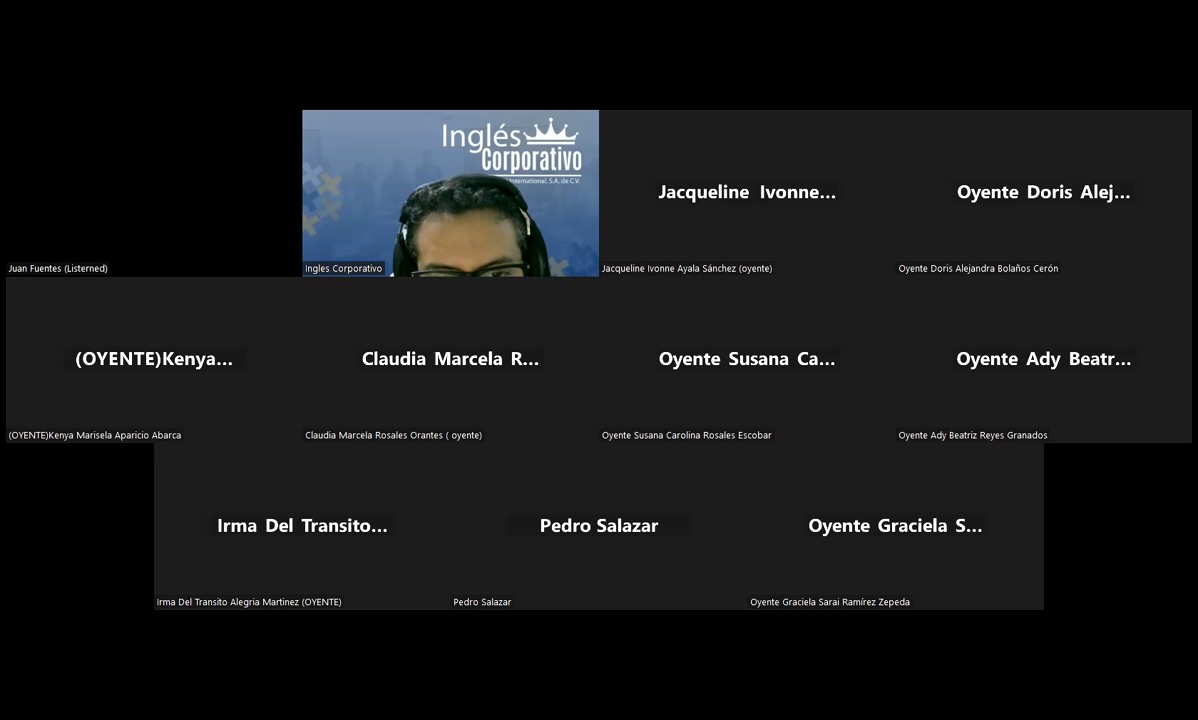 Inglés
Corporativo
International, S.A. de C.V.
Juan Fuentes (Listerned)
Ingles Corporativo
Jacqueline Ivonne...
Jacqueline Ivonne Ayala Sánchez (oyente)
Oyente Doris Alej...
Oyente Doris Alejandra Bolaños Cerón
(OYENTE)Kenya...
(OYENTE)Kenya Marisela Aparicio Abarca
Claudia Marcela R...
Claudia Marcela Rosales Orantes ( oyente)
Oyente Susana Ca...
Oyente Susana Carolina Rosales Escobar
Oyente Ady Beatr...
Oyente Ady Beatriz Reyes Granados
Irma Del Transito...
Irma Del Transito Alegria Martinez (OYENTE)
Pedro Salazar
Pedro Salazar
Oyente Graciela S...
Oyente Graciela Sarai Ramírez Zepeda